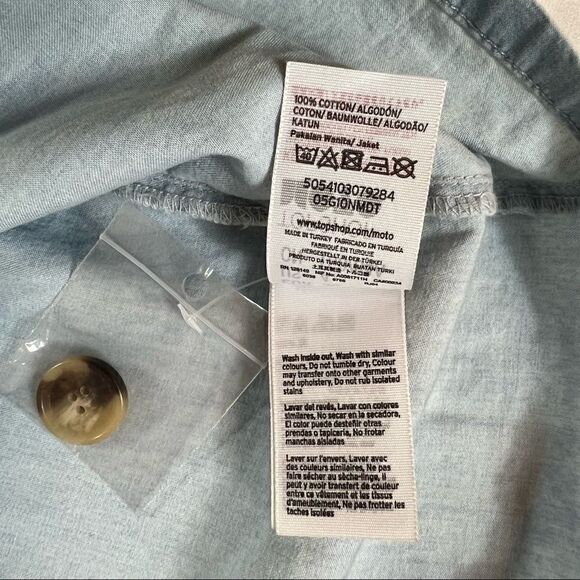 100% COTTON/ ALGODÓN/
COTON/ BAUMWOLLE/ ALGODÃO/
KATUN
Pakaian Wanita/ Jaket
40
5054103079284
05G10NMDT
www.topshop.com/moto
MADE IN TURKEY FABRICADO EN TURQUÍA
FABRIQUÉ EN TURQUIE
HERGESTELLT IN DER TÜRKEI
PRODUTO DA TURQUIA BUATAN TURKI
RN 128140 NIF No A0061711H
Wash inside out, Wash with similar
colours, Do not tumble dry, Colour
may transfer onto other garments
and upholstery, Do not rub isolated
stains
Lavar del revés, Lavar con colores
similares, No secar en la secadora,
El color puede desteñir otras
prendas o tapicería, No frotar
manchas aisladas
Laver sur l'envers, Laver avec
des couleurs similaires, Ne pas
faire sécher au sèche-linge, Il
peut y avoir transfert de couleur
entre ce vêtement et les tissus
d'ameublement, Ne pas frotter les
taches isolées